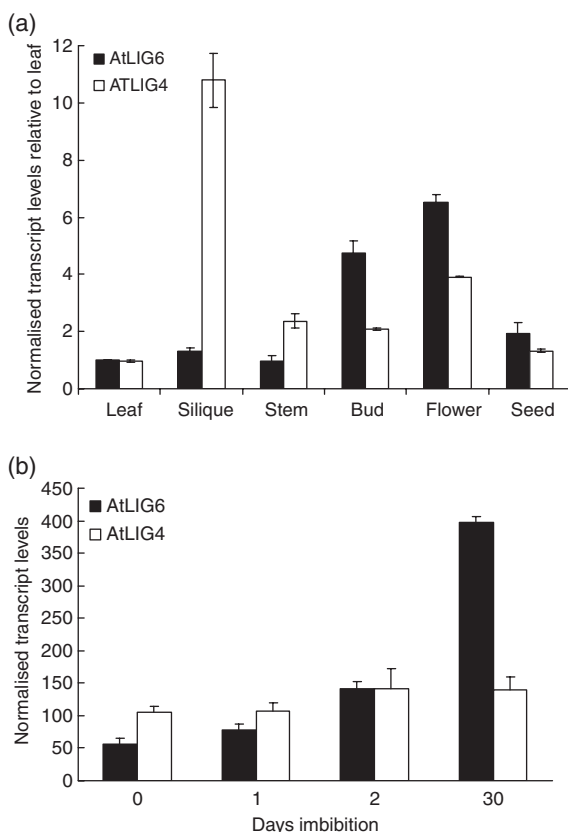 (a)
Normalised transcript levels relative to leaf
12
10
8
6
4
2
0
AtLIG6
ATLIG4
Leaf Silique Stem Bud Flower Seed
(b)
Normalised transcript levels
450
400
350
300
250
200
150
100
50
0
AtLIG6
AtLIG4
0 1 2 30
Days imbibition